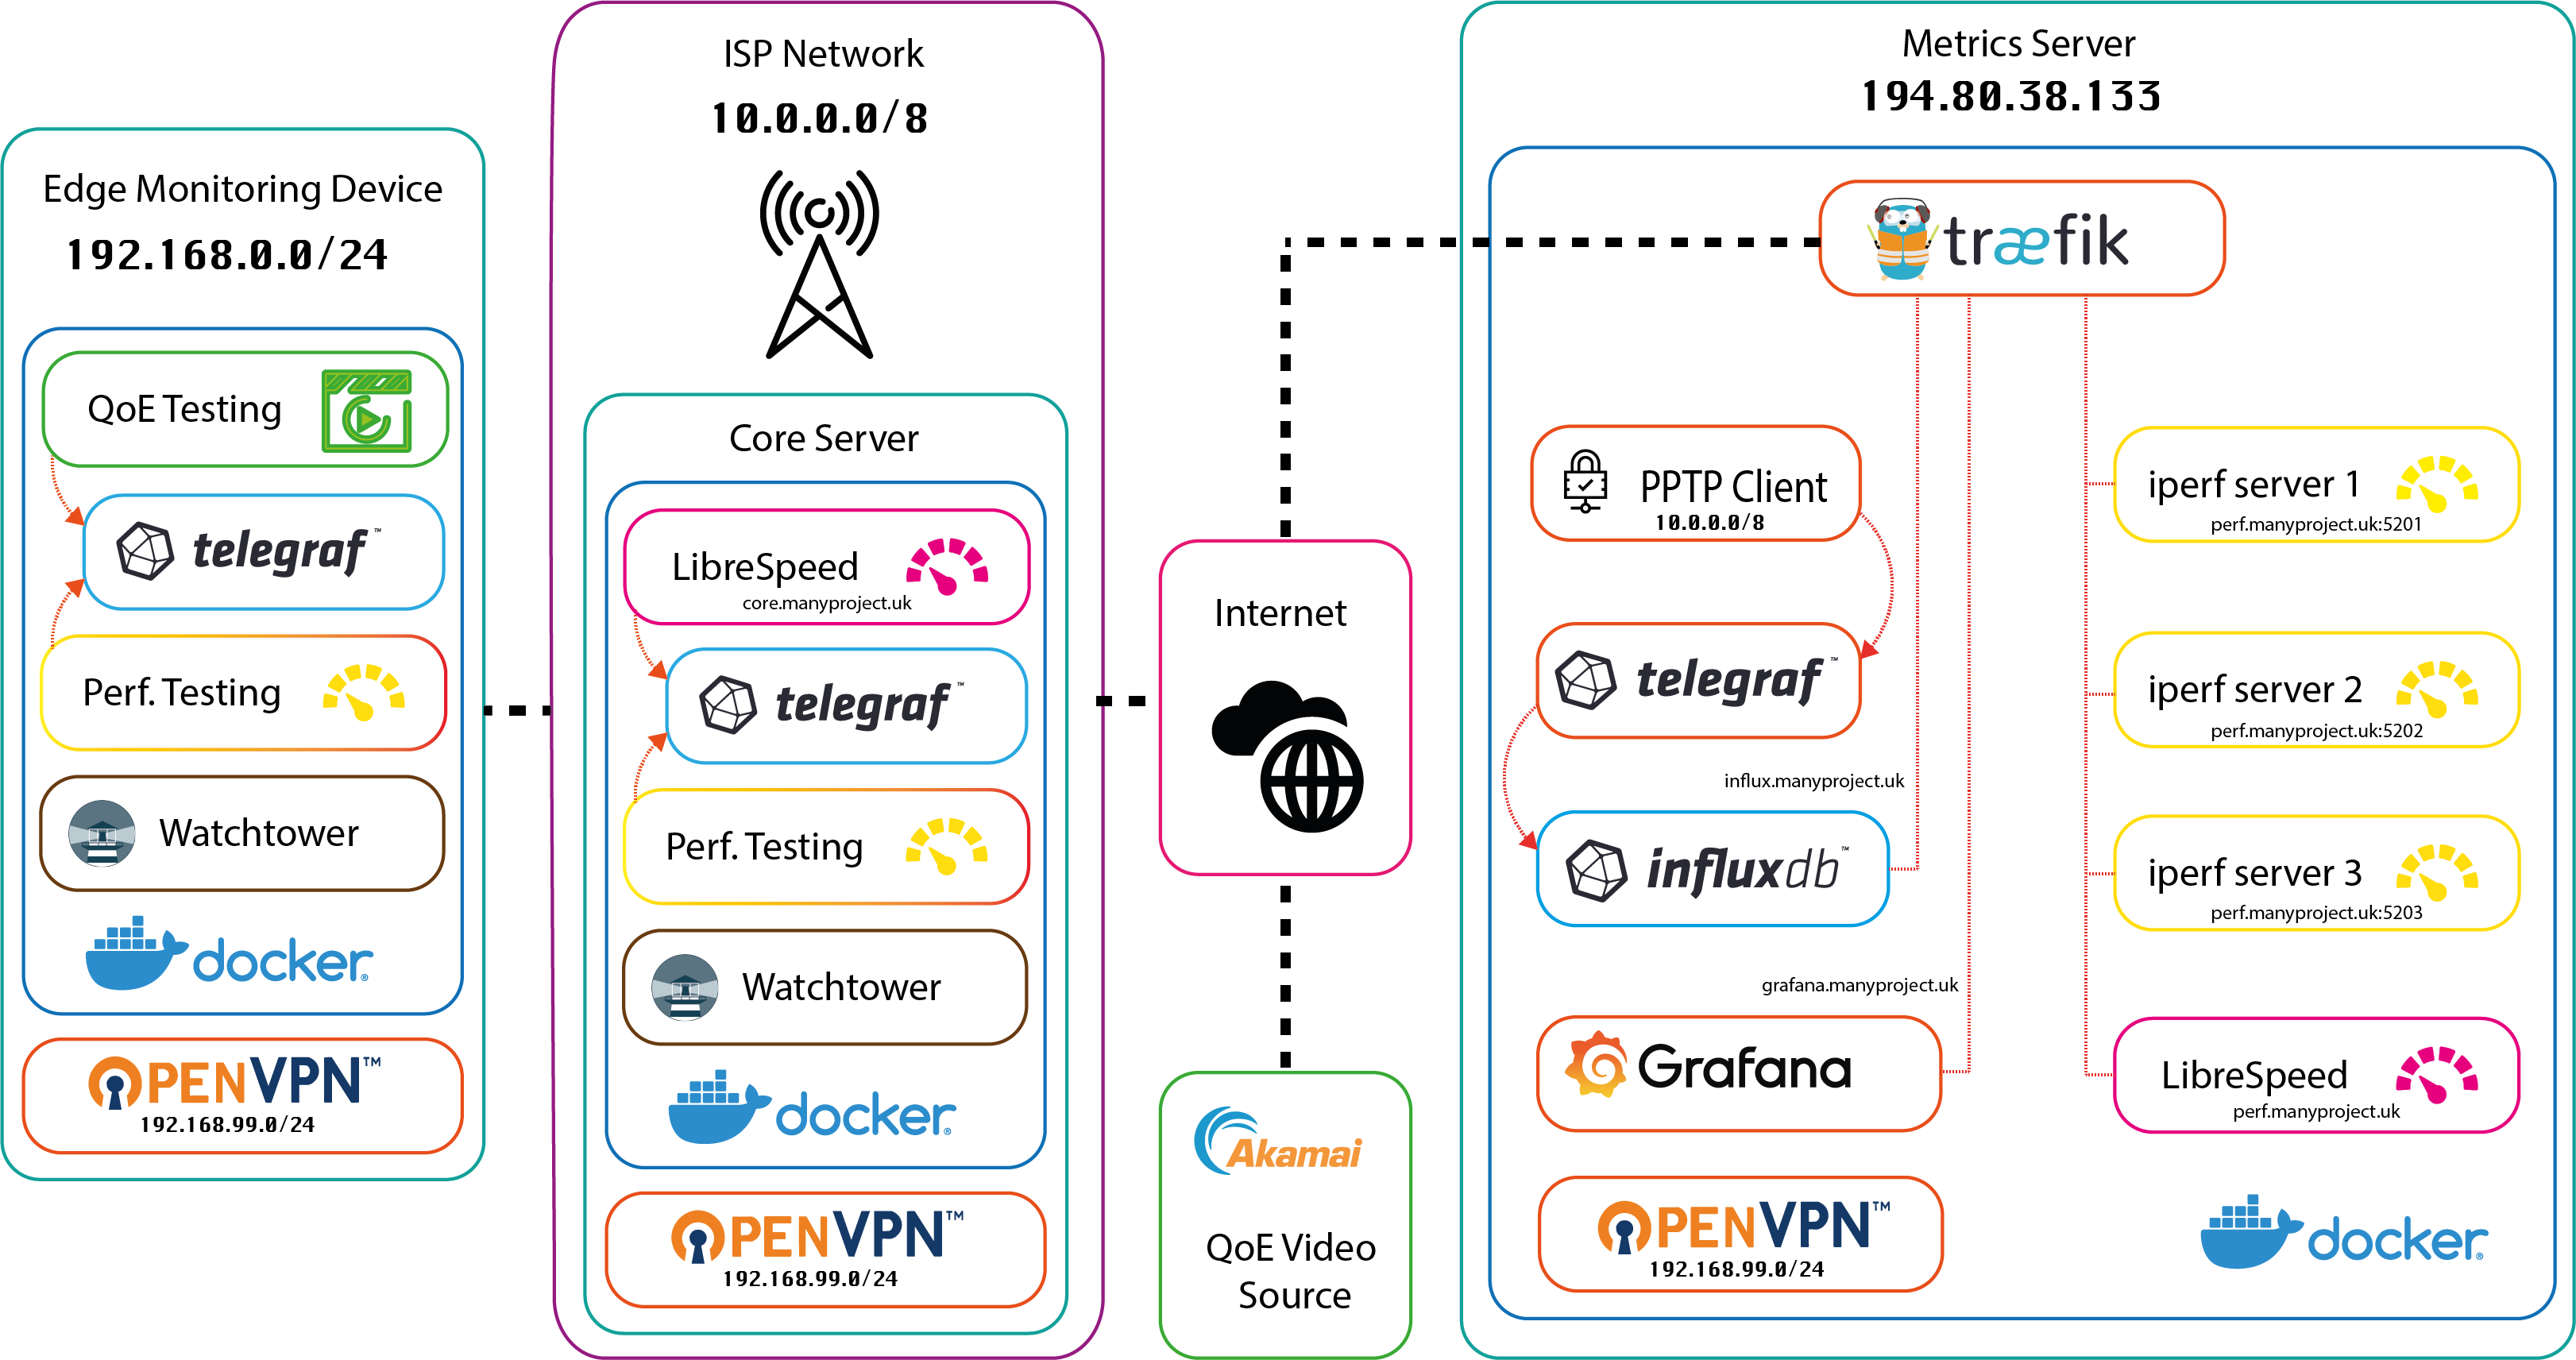 Edge Monitoring Device
192.168.0.0/24
QoE Testing
telegraf™
Perf. Testing
Watchtower
docker®
OPENVPN™
192.168.99.0/24
ISP Network
10.0.0.0/8
Core Server
LibreSpeed
core.manyproject.uk
telegraf™
Perf. Testing
Watchtower
docker®
OPENVPN™
192.168.99.0/24
Internet
Akamai
QoE Video
Source
Metrics Server
194.80.38.133
træfik
PPTP Client
10.0.0.0/8
telegraf™
influx.manyproject.uk
influxdb™
grafana.manyproject.uk
Grafana
OPENVPN™
192.168.99.0/24
iperf server 1
perf.manyproject.uk:5201
iperf server 2
perf.manyproject.uk:5202
iperf server 3
perf.manyproject.uk:5203
LibreSpeed
perf.manyproject.uk
docker®